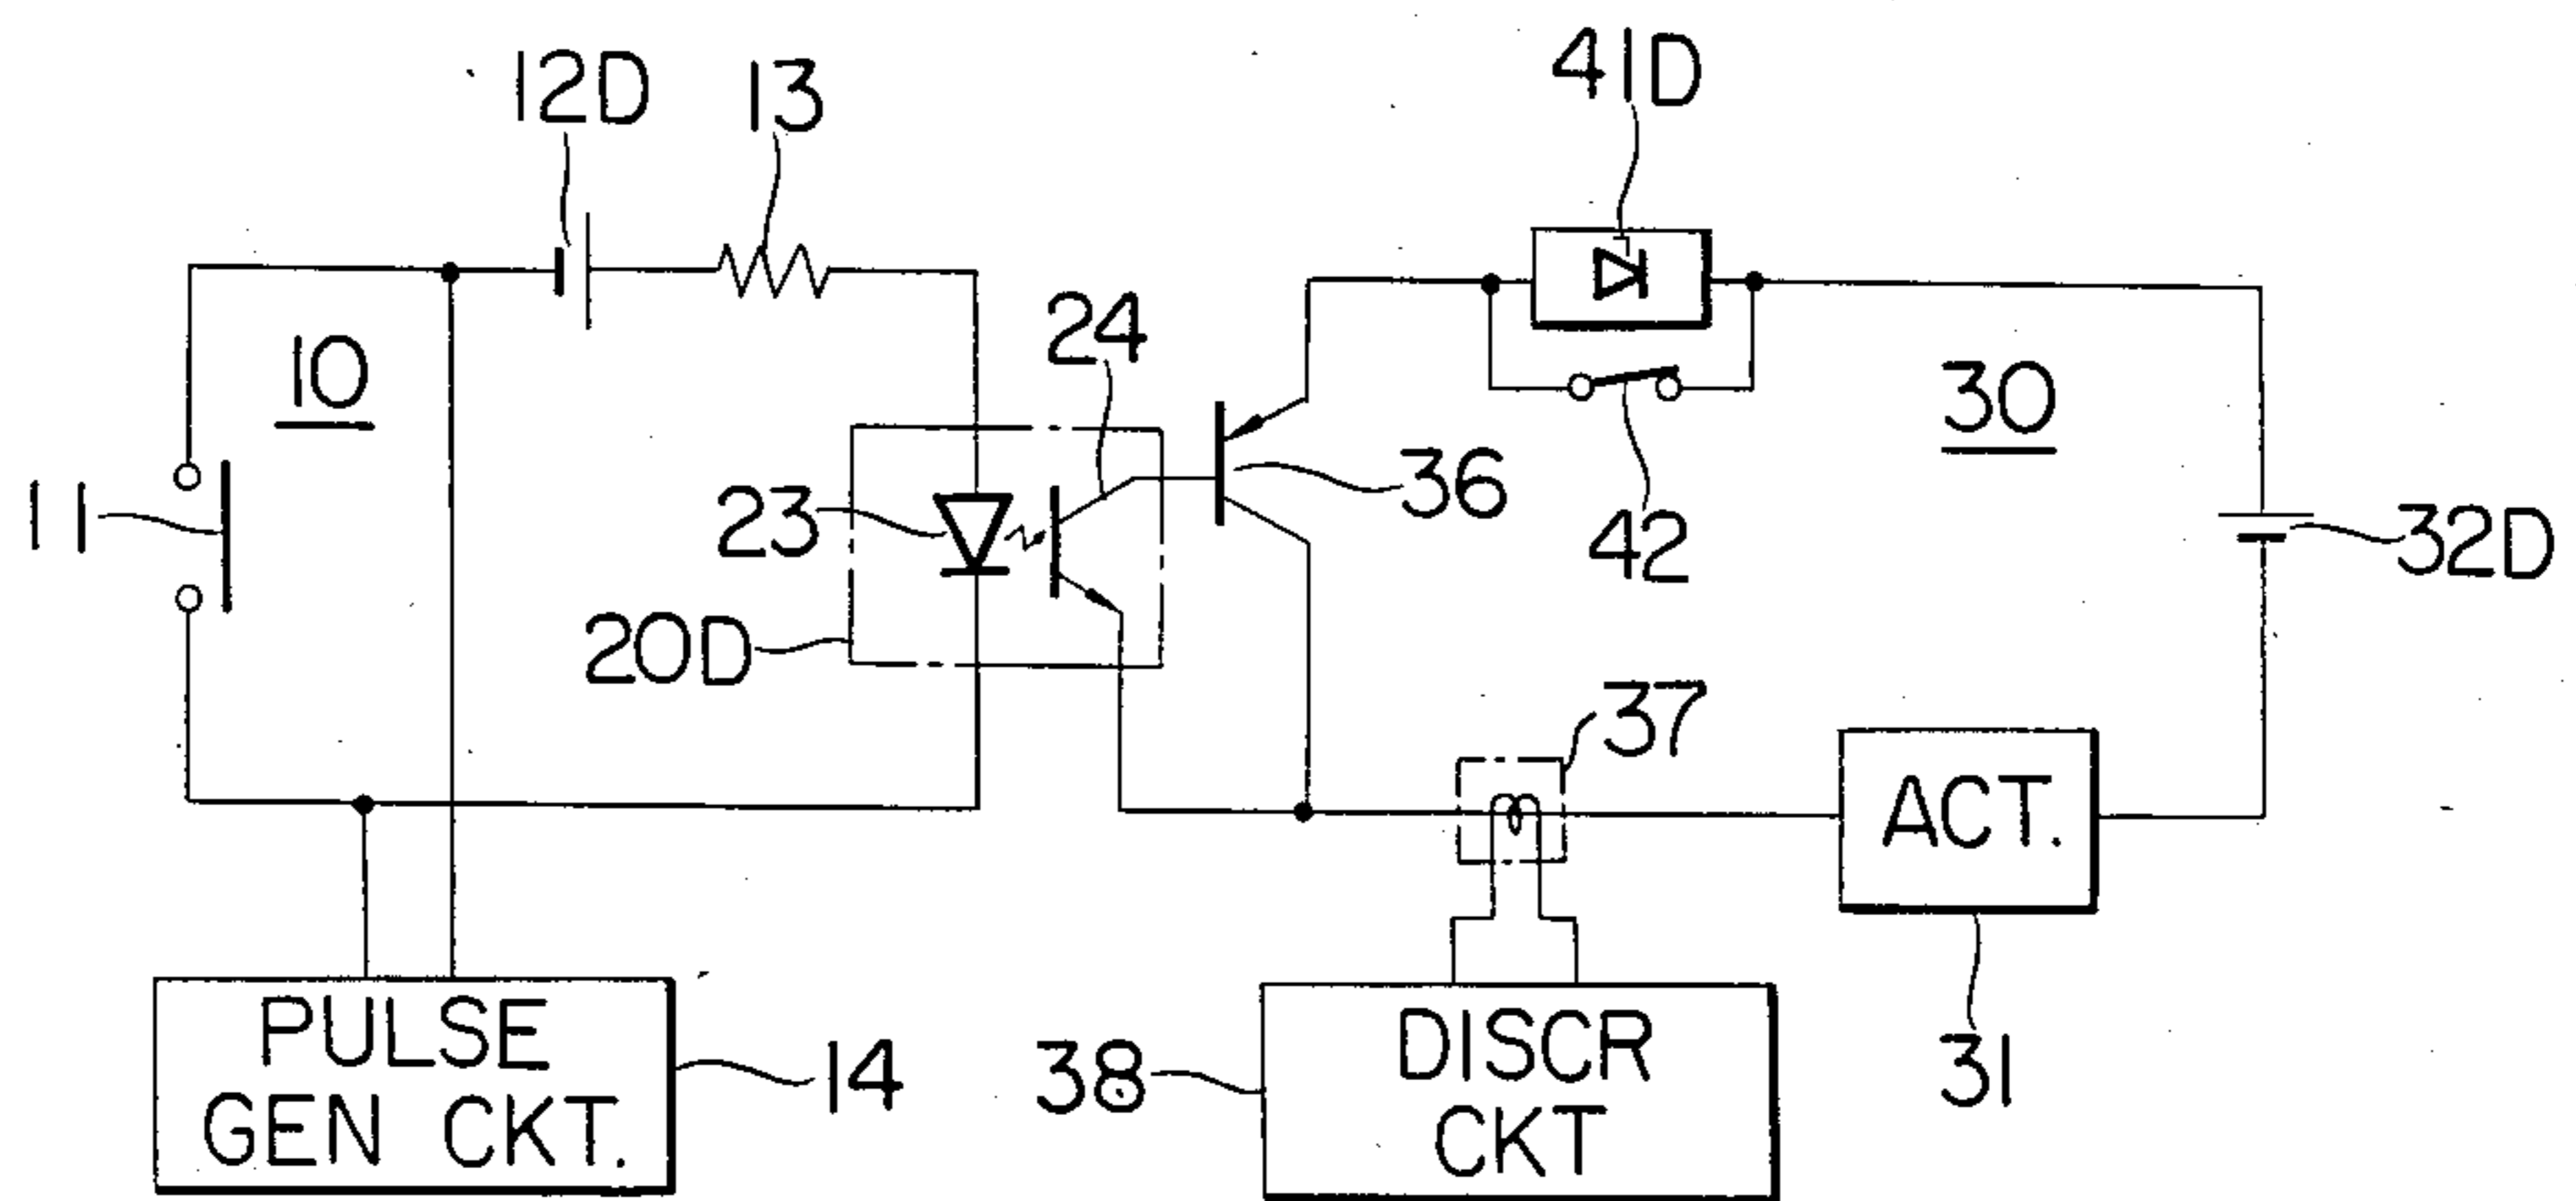 12D
13
41D
10
24
30
11
23
36
42
32D
20D
37
ACT.
PULSE
GEN CKT.
14
38
DISCR
CKT
31